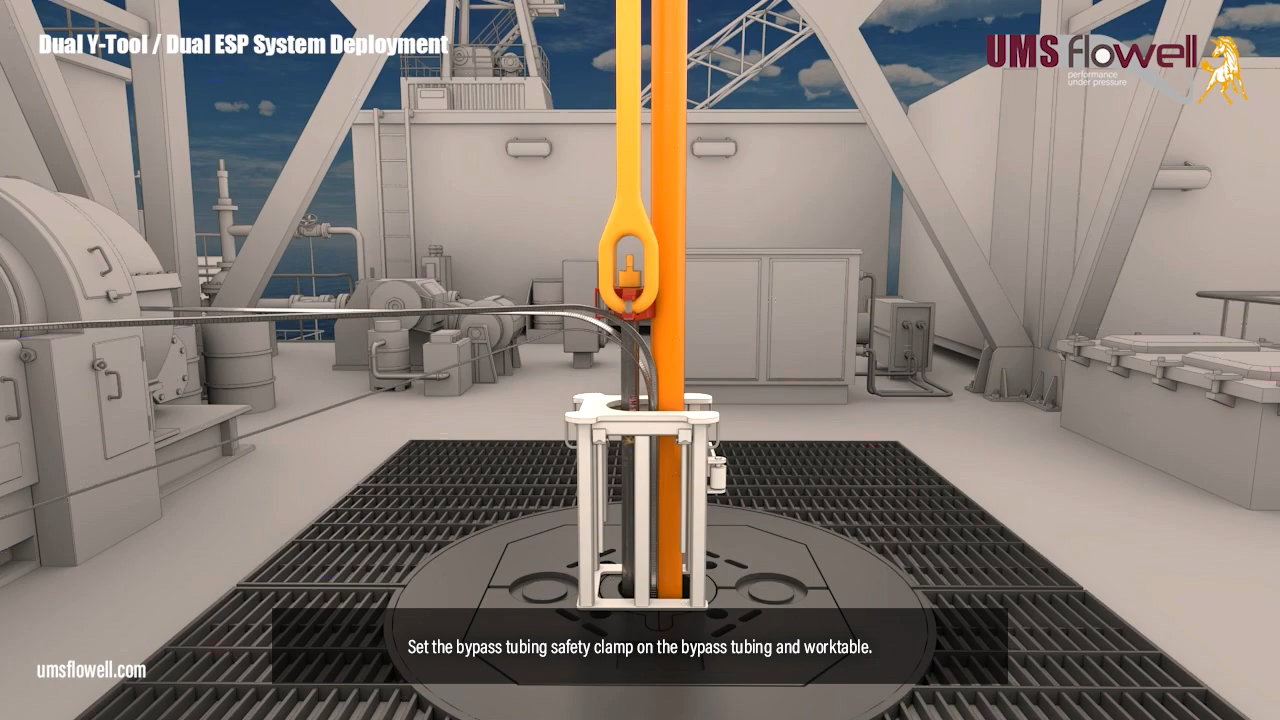 Dual Y-Tool / Dual ESP System Deployment
UMS flowell
performance
under pressure
Set the bypass tubing safety clamp on the bypass tubing and worktable.
umsflowell.com